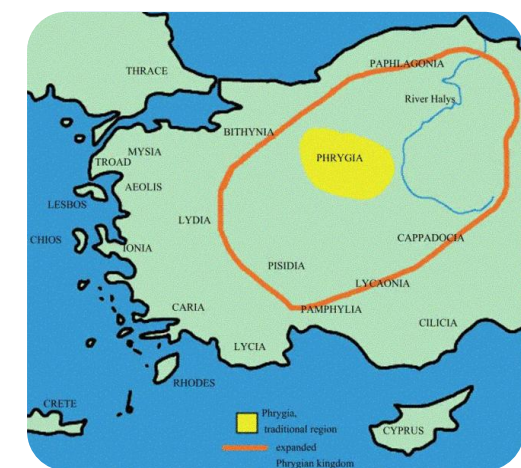 PAPHLAGONIA
THRACE
River Halys
BITHYNIA
MYSIA
PHRYGIA
TROAD
AEOLIS
LESBOS
LYDIA
CHIOS
CAPPADOCIA
IONIA
PISIDIA
LYCAONIA
CARIA
PAMPHYLIA
CILICIA
LYCIA
RHODES
CRETE
Phrygia,
traditional region
CYPRUS
expanded
Phrygian kingdom